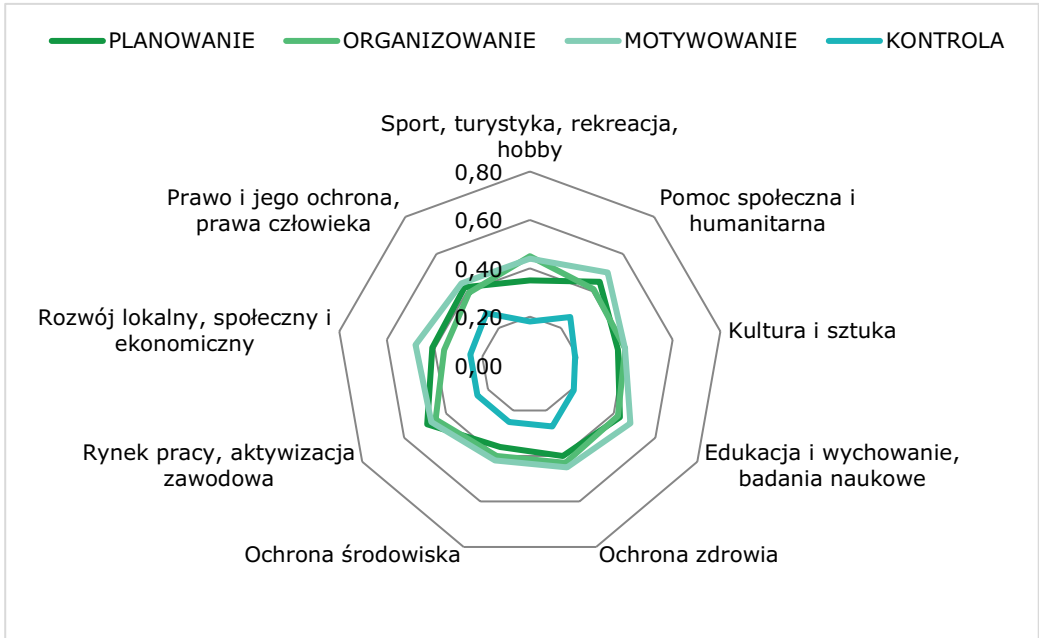 PLANOWANIE ORGANIZOWANIE MOTYWOWANIE KONTROLA
Sport, turystyka, rekreacja,
hobby
0,80
0,60
0,40
0,20
0,00
Pomoc społeczna i
humanitarna
Kultura i sztuka
Edukacja i wychowanie,
badania naukowe
Ochrona zdrowia
Ochrona środowiska
Rynek pracy, aktywizacja
zawodowa
Rozwój lokalny, społeczny i
ekonomiczny
Prawo i jego ochrona,
prawa człowieka